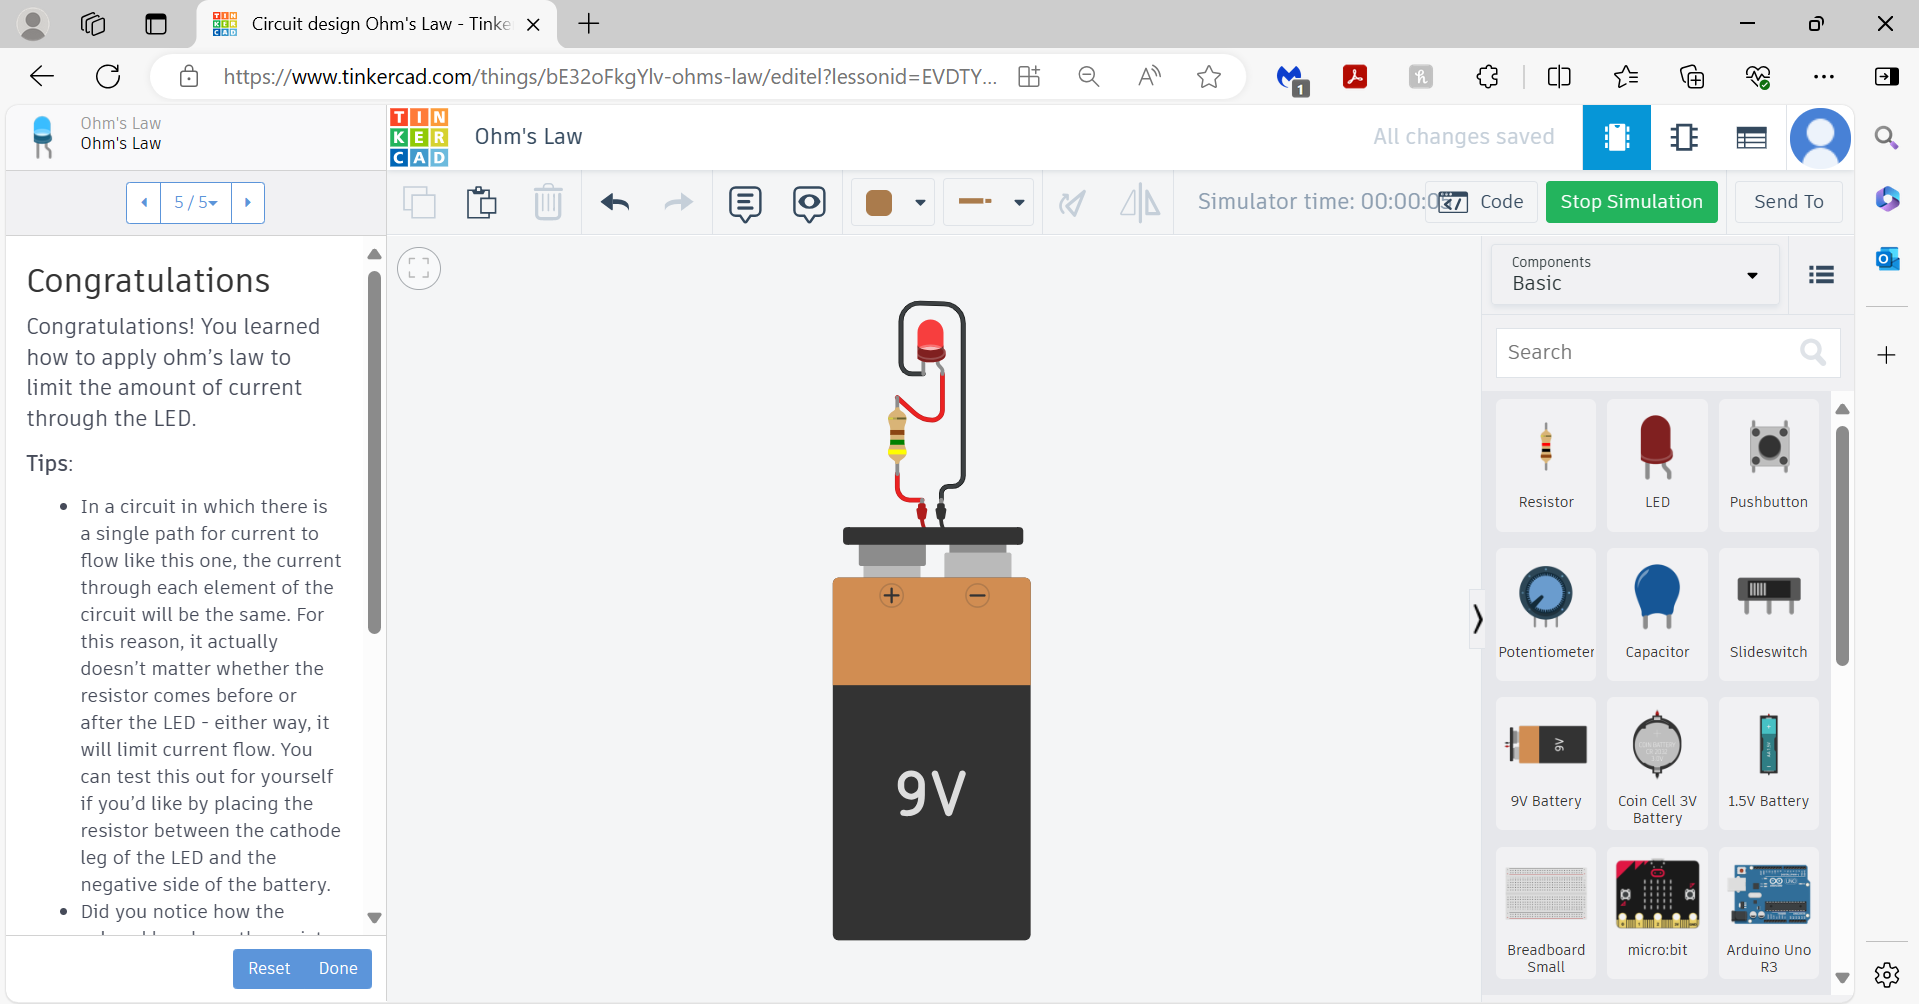 Circuit design Ohm's Law - Tinke
https://www.tinkercad.com/things/bE32oFkgYlv-ohms-law/editel?lessonid=EVDTY...
1
Ohm's Law
Ohm's Law
TIN
KER
CAD
Ohm's Law
All changes saved
5 / 5
Simulator time: 00:00:0
Code
Stop Simulation
Send To
Congratulations
Congratulations! You learned
how to apply ohm's law to
limit the amount of current
through the LED.
Tips:
In a circuit in which there is
a single path for current to
flow like this one, the current
through each element of the
circuit will be the same. For
this reason, it actually
doesn't matter whether the
resistor comes before or
after the LED - either way, it
will limit current flow. You
can test this out for yourself
if you'd like by placing the
resistor between the cathode
leg of the LED and the
negative side of the battery.
Did you notice how the
Reset
Done
+ −
9V
Components
Basic
Search
Resistor
LED
Pushbutton
Potentiometer
Capacitor
Slideswitch
9V
9V Battery
Coin Cell 3V
Battery
1.5V Battery
Breadboard
Small
micro:bit
Arduino Uno
R3